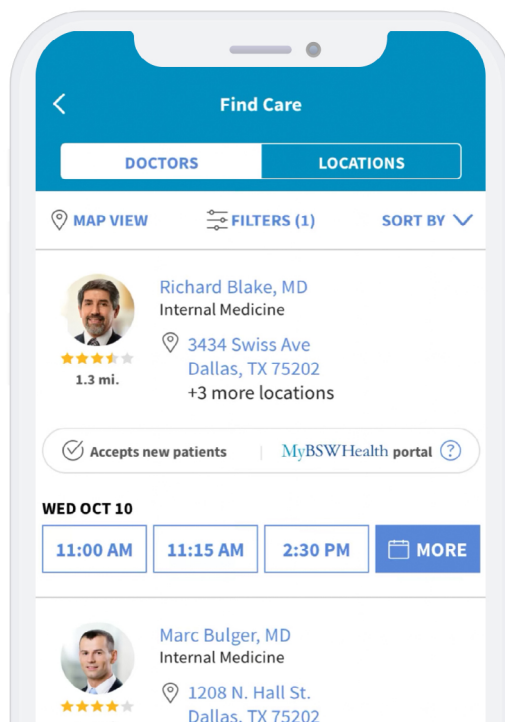 Find Care
DOCTORS
LOCATIONS
MAP VIEW
FILTERS (1)
SORT BY
Richard Blake, MD
Internal Medicine
3434 Swiss Ave
Dallas, TX 75202
+3 more locations
1.3 mi.
Accepts new patients
MyBSWHealth portal ?
WED OCT 10
11:00 AM
11:15 AM
2:30 PM
MORE
Marc Bulger, MD
Internal Medicine
1208 N. Hall St.
Dallas, TX 75202